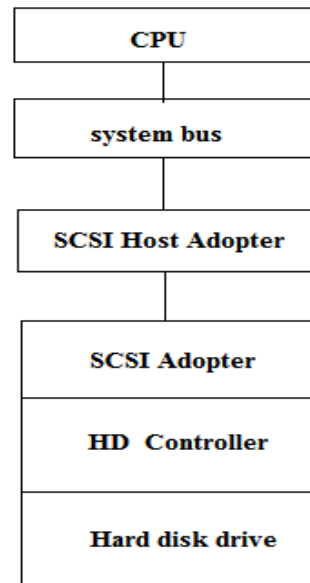 CPU
system bus
SCSI Host Adopter
SCSI Adopter
HD Controller
Hard disk drive